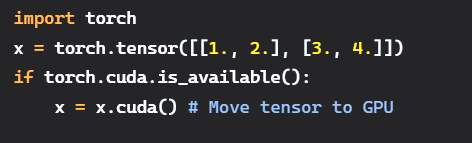 import torch
x = torch.tensor([[1., 2.], [3., 4.]])
if torch.cuda.is_available():
    x = x.cuda() # Move tensor to GPU